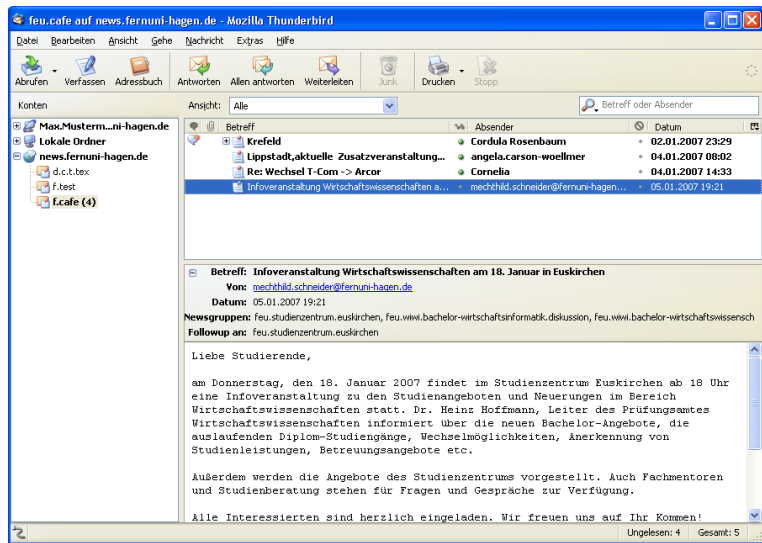 feu.cafe auf news.fernuni-hagen.de - Mozilla Thunderbird
Datei Bearbeiten Ansicht Gehe Nachricht Extras Hilfe
Abrufen Verfassen Adressbuch Antworten Allen antworten Weiterleiten Junk Drucken Stopp
Konten Ansicht: Alle Betreff oder Absender
Max.Musterm...ni-hagen.de
Lokale Ordner
news.fernuni-hagen.de
d.c.t.tex
f.test
f.cafe (4)
Betreff Absender Datum
Krefeld Cordula Rosenbaum 02.01.2007 23:29
Lippstadt,aktuelle Zusatzveranstaltung... angela.carson-woellmer 04.01.2007 08:02
Re: Wechsel T-Com -> Arcor Cornelia 04.01.2007 14:33
Infoveranstaltung Wirtschaftswissenschaften a... mechthild.schneider@fernuni-hagen... 05.01.2007 19:21
Betreff: Infoveranstaltung Wirtschaftswissenschaften am 18. Januar in Euskirchen
Von: mechthild.schneider@fernuni-hagen.de
Datum: 05.01.2007 19:21
Newsgruppen: feu.studienzentrum.euskirchen, feu.wiwi.bachelor-wirtschaftsinformatik.diskussion, feu.wiwi.bachelor-wirtschaftswissensch
Followup an: feu.studienzentrum.euskirchen
Liebe Studierende,
am Donnerstag, den 18. Januar 2007 findet im Studienzentrum Euskirchen ab 18 Uhr
eine Infoveranstaltung zu den Studienangeboten und Neuerungen im Bereich
Wirtschaftswissenschaften statt. Dr. Heinz Hoffmann, Leiter des Prüfungsamtes
Wirtschaftswissenschaften informiert über die neuen Bachelor-Angebote, die
auslaufenden Diplom-Studiengänge, Wechselmöglichkeiten, Anerkennung von
Studienleistungen, Betreuungsangebote etc.
Außerdem werden die Angebote des Studienzentrums vorgestellt. Auch Fachmentoren
und Studienberatung stehen für Fragen und Gespräche zur Verfügung.
Alle Interessierten sind herzlich eingeladen. Wir freuen uns auf Ihr Kommen!
Ungelesen: 4 Gesamt: 5